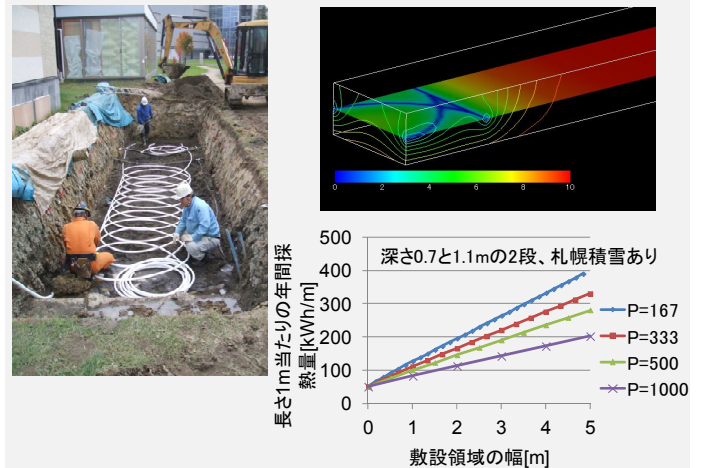 0 2 4 6 8 10
深さ0.7と1.1mの2段、札幌積雪あり
長さ1m当たりの年間採
熱量[kWh/m]
500
400
300
200
100
0
0 1 2 3 4 5
敷設領域の幅[m]
P=167
P=333
P=500
P=1000